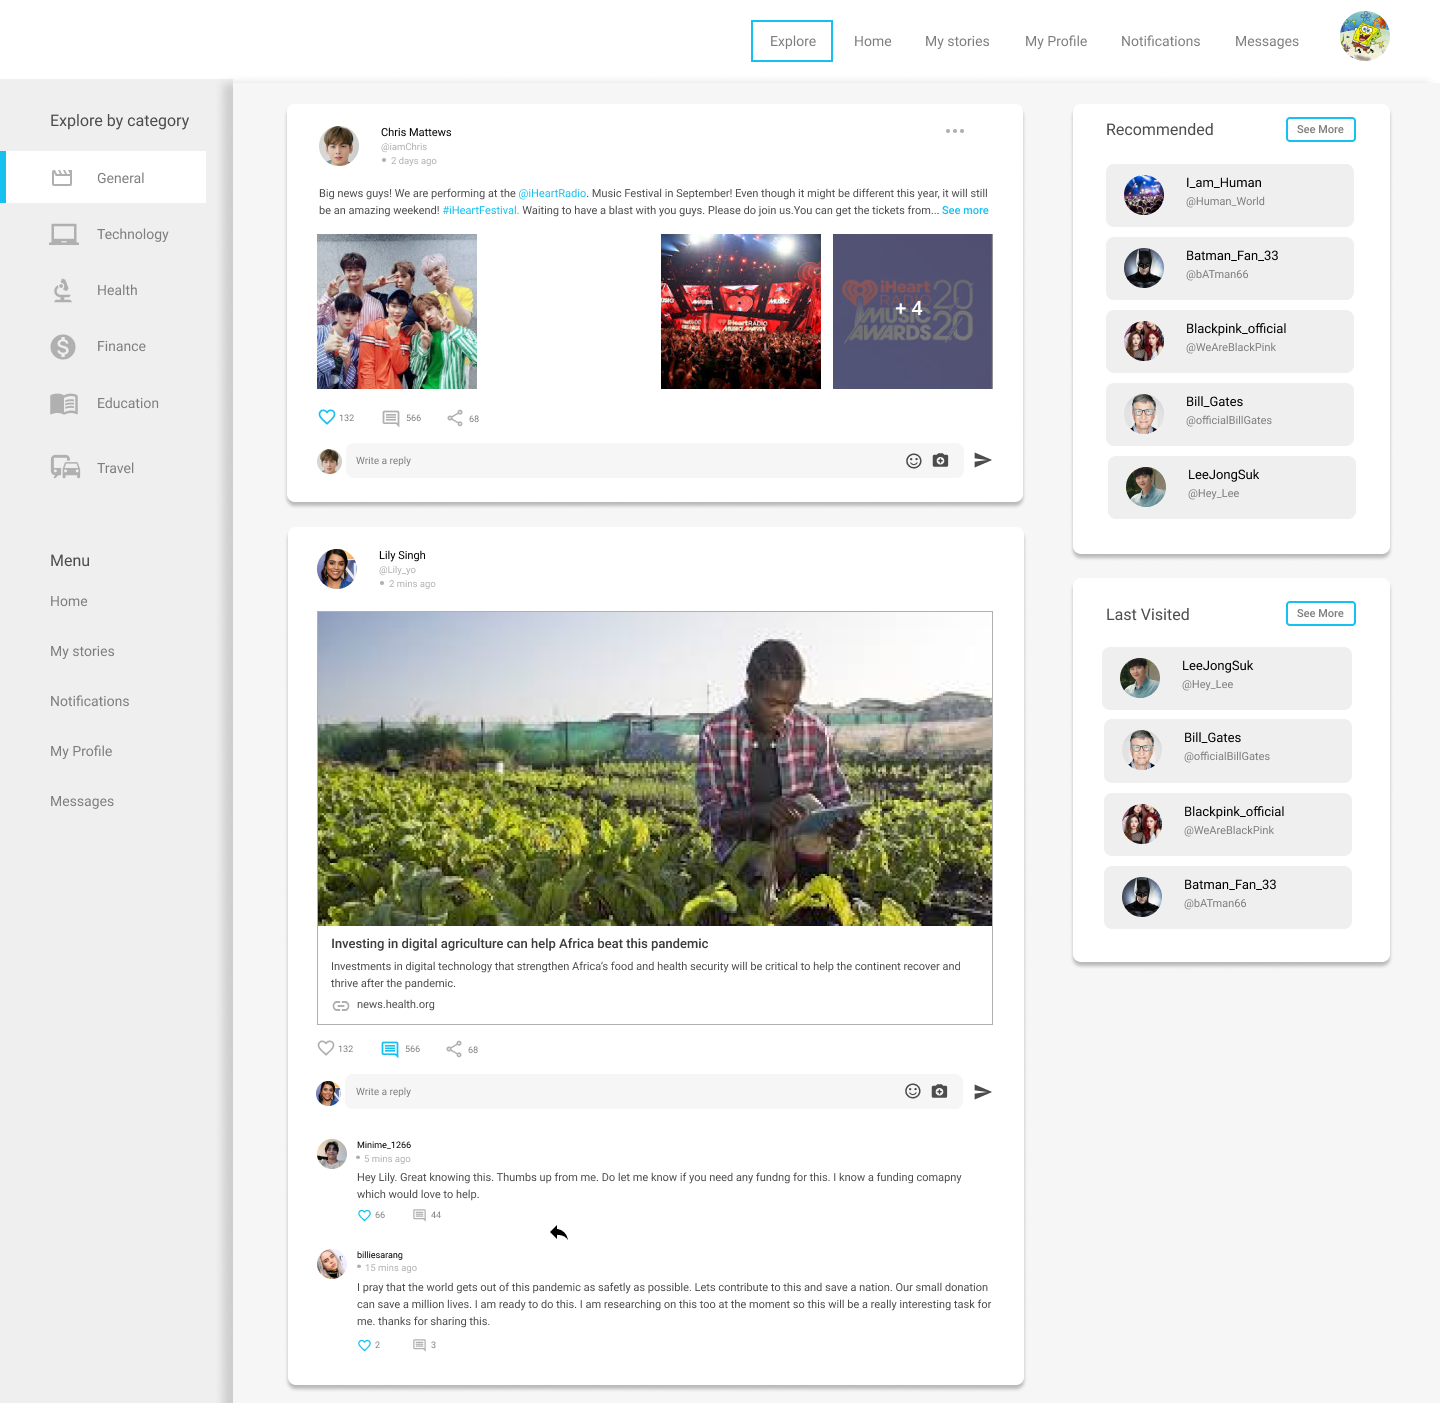 Explore Home My stories My Profile Notifications Messages
Explore by category
General
Technology
Health
Finance
Education
Travel
Menu
Home
My stories
Notifications
My Profile
Messages
Chris Mattews
@iamChris
2 days ago
Big news guys! We are performing at the @iHeartRadio. Music Festival in September! Even though it might be different this year, it will still
be an amazing weekend! #iHeartFestival. Waiting to have a blast with you guys. Please do join us.You can get the tickets from... See more
iHeart RADIO
iHeart
RADIO
MUSIC
AWARDS
2020
+ 4
132 566 68
Write a reply
Lily Singh
@Lily_yo
2 mins ago
Investing in digital agriculture can help Africa beat this pandemic
Investments in digital technology that strengthen Africa's food and health security will be critical to help the continent recover and
thrive after the pandemic.
news.health.org
132 566 68
Write a reply
Minime_1266
5 mins ago
Hey Lily. Great knowing this. Thumbs up from me. Do let me know if you need any fundng for this. I know a funding comapny
which would love to help.
66 44
billiesarang
15 mins ago
I pray that the world gets out of this pandemic as safetly as possible. Lets contribute to this and save a nation. Our small donation
can save a million lives. I am ready to do this. I am researching on this too at the moment so this will be a really interesting task for
me. thanks for sharing this.
2 3
Recommended See More
I_am_Human
@Human_World
Batman_Fan_33
@bATman66
Blackpink_official
@WeAreBlackPink
Bill_Gates
@officialBillGates
LeeJongSuk
@Hey_Lee
Last Visited See More
LeeJongSuk
@Hey_Lee
Bill_Gates
@officialBillGates
Blackpink_official
@WeAreBlackPink
Batman_Fan_33
@bATman66